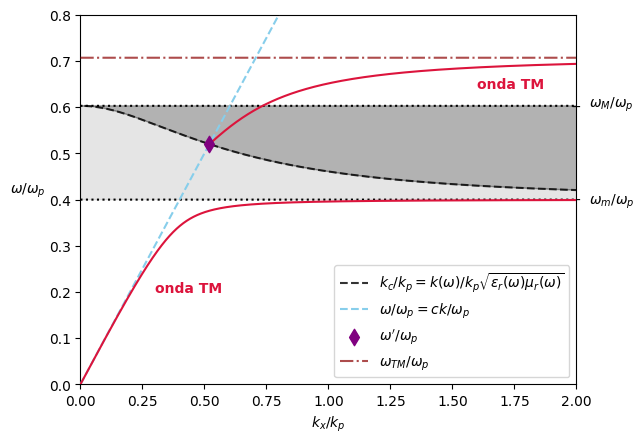 0.8
0.7
0.6
0.5
0.4
0.3
0.2
0.1
0.0
ω/ω_p
onda TM
ω_M/ω_p
ω_m/ω_p
onda TM
k_c/k_p = k(ω)/k_p√(ε_r(ω)μ_r(ω))
ω/ω_p = ck/ω_p
ω'/ω_p
ω_TM/ω_p
0.00 0.25 0.50 0.75 1.00 1.25 1.50 1.75 2.00
k_x/k_p